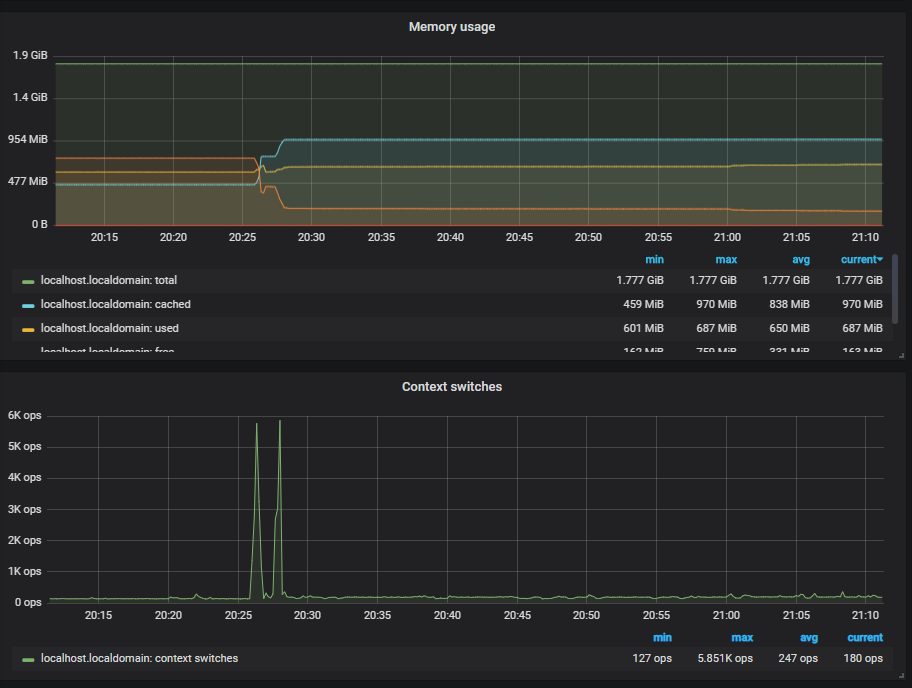 Memory usage
1.9 GiB
1.4 GiB
954 MiB
477 MiB
0 B
20:15 20:20 20:25 20:30 20:35 20:40 20:45 20:50 20:55 21:00 21:05 21:10
min max avg current
localhost.localdomain: total 1.777 GiB 1.777 GiB 1.777 GiB 1.777 GiB
localhost.localdomain: cached 459 MiB 970 MiB 838 MiB 970 MiB
localhost.localdomain: used 601 MiB 687 MiB 650 MiB 687 MiB
localhost.localdomain: free 162 MiB 759 MiB 331 MiB 163 MiB
Context switches
6K ops
5K ops
4K ops
3K ops
2K ops
1K ops
0 ops
20:15 20:20 20:25 20:30 20:35 20:40 20:45 20:50 20:55 21:00 21:05 21:10
min max avg current
localhost.localdomain: context switches 127 ops 5.851K ops 247 ops 180 ops